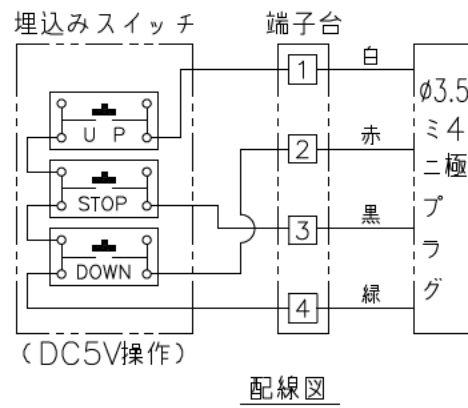 埋込みスイッチ
端子台
UP
STOP
DOWN
1
2
3
4
白
赤
黒
緑
φ3.5
ミニ4極プラグ
(DC5V操作)
配線図